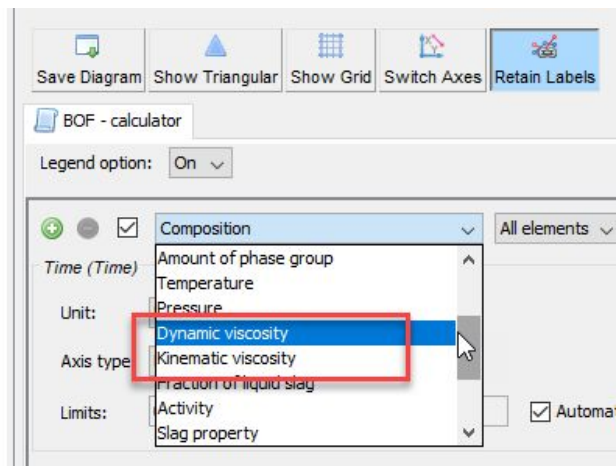 Save Diagram Show Triangular Show Grid Switch Axes Retain Labels
BOF - calculator
Legend option: On
Composition All elements
Amount of phase group
Time (Time)
Temperature
Unit: Pressure
Dynamic viscosity
Axis type Kinematic viscosity
Fraction of liquid slag
Limits: Activity Automa
Slag property